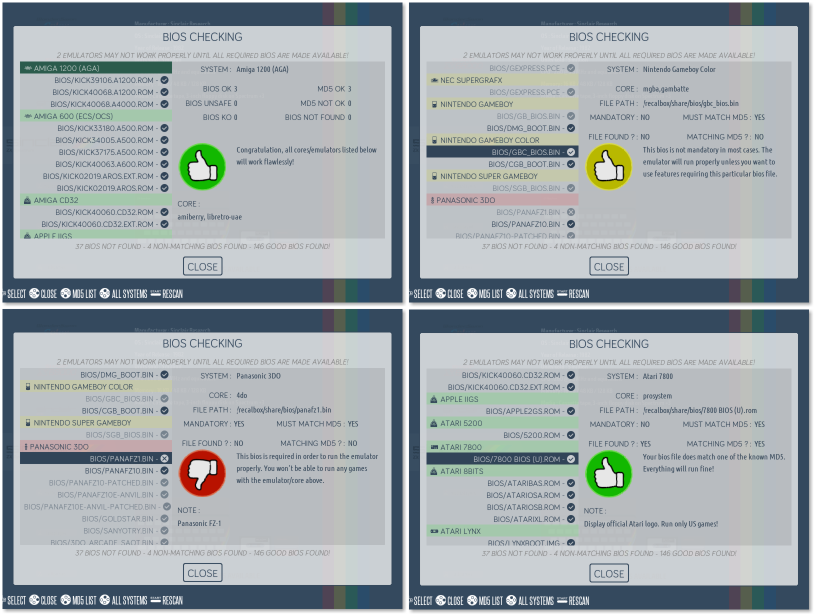 BIOS CHECKING
2 EMULATORS MAY NOT WORK PROPERLY UNTIL ALL REQUIRED BIOS ARE MADE AVAILABLE!
AMIGA 1200 (AGA)
BIOS/KICK39106.A1200.ROM -
BIOS/KICK40068.A1200.ROM -
BIOS/KICK40068.A4000.ROM -
AMIGA 600 (ECS/OCS)
BIOS/KICK33180.A500.ROM -
BIOS/KICK34005.A500.ROM -
BIOS/KICK37175.A500.ROM -
BIOS/KICK40063.A600.ROM -
BIOS/KICK02019.AROS.EXT.ROM -
BIOS/KICK02019.AROS.ROM -
AMIGA CD32
BIOS/KICK40060.CD32.ROM -
BIOS/KICK40060.CD32.EXT.ROM -
APPLE IIGS
SYSTEM : Amiga 1200 (AGA)
BIOS OK 3 MD5 OK 3
BIOS UNSAFE 0 MD5 NOT OK 0
BIOS KO 0 BIOS NOT FOUND 0
Congratulation, all cores/emulators listed below
will work flawlessly!
CORE :
amiberry, libretro-uae
37 BIOS NOT FOUND - 4 NON-MATCHING BIOS FOUND - 146 GOOD BIOS FOUND!
CLOSE
SELECT CLOSE MD5 LIST ALL SYSTEMS RESCAN
BIOS CHECKING
2 EMULATORS MAY NOT WORK PROPERLY UNTIL ALL REQUIRED BIOS ARE MADE AVAILABLE!
BIOS/GEXPRESS.PCE -
NEC SUPERGRAFX
BIOS/GEXPRESS.PCE -
NINTENDO GAMEBOY
BIOS/GB_BIOS.BIN -
BIOS/DMG_BOOT.BIN -
NINTENDO GAMEBOY COLOR
BIOS/GBC_BIOS.BIN -
BIOS/CGB_BOOT.BIN -
NINTENDO SUPER GAMEBOY
BIOS/SGB_BIOS.BIN -
PANASONIC 3DO
BIOS/PANAFZ1.BIN -
BIOS/PANAFZ10.BIN -
BIOS/PANAFZ10-PATCHED.BIN -
SYSTEM : Nintendo Gameboy Color
CORE : mgba,gambatte
FILE PATH : /recalbox/share/bios/gbc_bios.bin
MANDATORY : NO MUST MATCH MD5 : YES
FILE FOUND ? : NO MATCHING MD5 ? : NO
This bios is not mandatory in most cases. The
emulator will run properly unless you want to
use features requiring this particular bios file.
37 BIOS NOT FOUND - 4 NON-MATCHING BIOS FOUND - 146 GOOD BIOS FOUND!
CLOSE
SELECT CLOSE MD5 LIST ALL SYSTEMS RESCAN
BIOS CHECKING
2 EMULATORS MAY NOT WORK PROPERLY UNTIL ALL REQUIRED BIOS ARE MADE AVAILABLE!
BIOS/DMG_BOOT.BIN -
NINTENDO GAMEBOY COLOR
BIOS/GBC_BIOS.BIN -
BIOS/CGB_BOOT.BIN -
NINTENDO SUPER GAMEBOY
BIOS/SGB_BIOS.BIN -
PANASONIC 3DO
BIOS/PANAFZ1.BIN -
BIOS/PANAFZ10.BIN -
BIOS/PANAFZ10-PATCHED.BIN -
BIOS/PANAFZ10E-ANVIL.BIN -
BIOS/PANAFZ10E-ANVIL-PATCHED.BIN -
BIOS/GOLDSTAR.BIN -
BIOS/SANYOTRY.BIN -
BIOS/3DO_ARCADE_SAOT.BIN -
SYSTEM : Panasonic 3DO
CORE : 4do
FILE PATH : /recalbox/share/bios/panafz1.bin
MANDATORY : YES MUST MATCH MD5 : YES
FILE FOUND ? : NO MATCHING MD5 ? : NO
This bios is required in order to run the emulator
properly. You won't be able to run any games
with the emulator/core above.
NOTE :
Panasonic FZ-1
37 BIOS NOT FOUND - 4 NON-MATCHING BIOS FOUND - 146 GOOD BIOS FOUND!
CLOSE
SELECT CLOSE MD5 LIST ALL SYSTEMS RESCAN
BIOS CHECKING
2 EMULATORS MAY NOT WORK PROPERLY UNTIL ALL REQUIRED BIOS ARE MADE AVAILABLE!
BIOS/KICK40060.CD32.ROM -
BIOS/KICK40060.CD32.EXT.ROM -
APPLE IIGS
BIOS/APPLE2GS.ROM -
ATARI 5200
BIOS/5200.ROM -
ATARI 7800
BIOS/7800 BIOS (U).ROM -
ATARI 8BITS
BIOS/ATARIBAS.ROM -
BIOS/ATARIOSA.ROM -
BIOS/ATARIOSB.ROM -
BIOS/ATARIXL.ROM -
ATARI LYNX
BIOS/LYNXBOOT.IMG -
SYSTEM : Atari 7800
CORE : prosystem
FILE PATH : /recalbox/share/bios/7800 BIOS (U).rom
MANDATORY : NO MUST MATCH MD5 : YES
FILE FOUND ? : YES MATCHING MD5 ? : YES
Your bios file does match one of the known MD5.
Everything will run fine!
NOTE :
Display official Atari logo. Run only US games!
37 BIOS NOT FOUND - 4 NON-MATCHING BIOS FOUND - 146 GOOD BIOS FOUND!
CLOSE
SELECT CLOSE MD5 LIST ALL SYSTEMS RESCAN